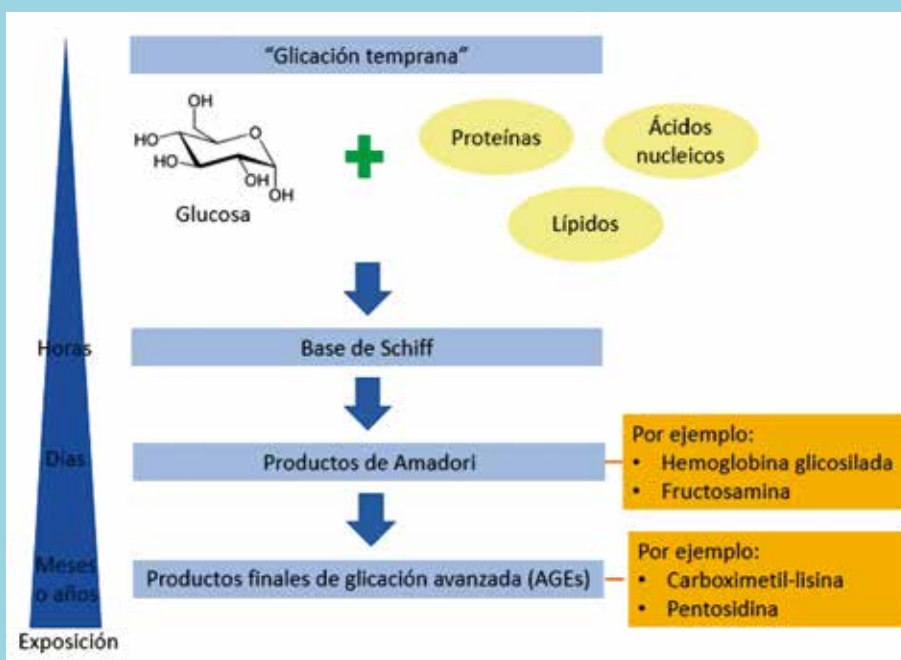 “Glicación temprana”
OH
HO
O
HO
OH
OH
Glucosa
Proteínas
Ácidos
nucleicos
Lípidos
Horas
Base de Schiff
Días
Productos de Amadori
Por ejemplo:
• Hemoglobina glicosilada
• Fructosamina
Meses
o años
Productos finales de glicación avanzada (AGEs)
Por ejemplo:
• Carboximetil-lisina
• Pentosidina
Exposición